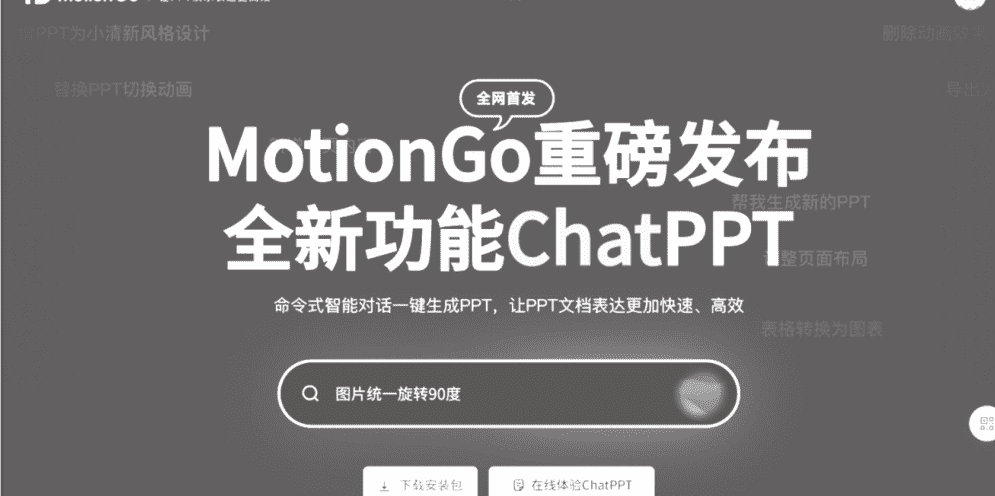 PPT为小清新风格设计
删除动画效果
替换PPT切换动画
导出
全网首发
MotionGo重磅发布
帮我生成新的PPT
全新功能ChatPPT
调整页面布局
命令式智能对话一键生成PPT，让PPT文档表达更加快速、高效
表格转换为图表
图片统一旋转90度
下载安装包
在线体验ChatPPT